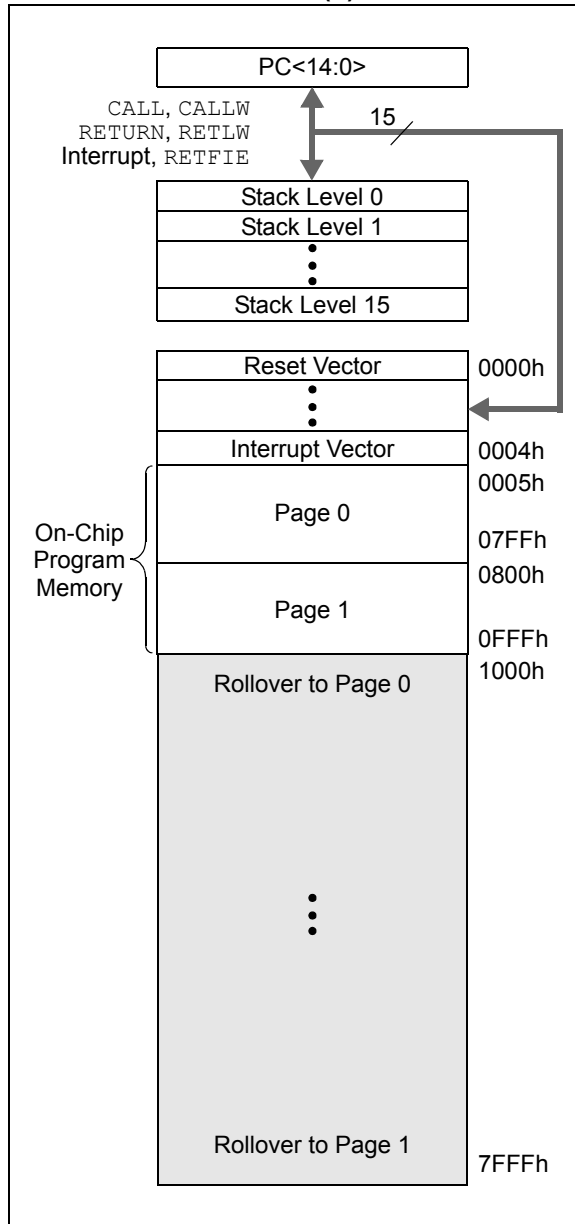 PC<14:0>
CALL, CALLW
RETURN, RETLW
Interrupt, RETFIE
15
Stack Level 0
Stack Level 1
Stack Level 15
Reset Vector
0000h
Interrupt Vector
0004h
0005h
On-Chip
Program
Memory
Page 0
07FFh
0800h
Page 1
0FFFh
1000h
Rollover to Page 0
Rollover to Page 1
7FFFh